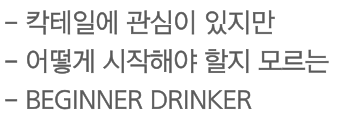 – 칵테일에 관심이 있지만
– 어떻게 시작해야 할지 모르는
– BEGINNER DRINKER